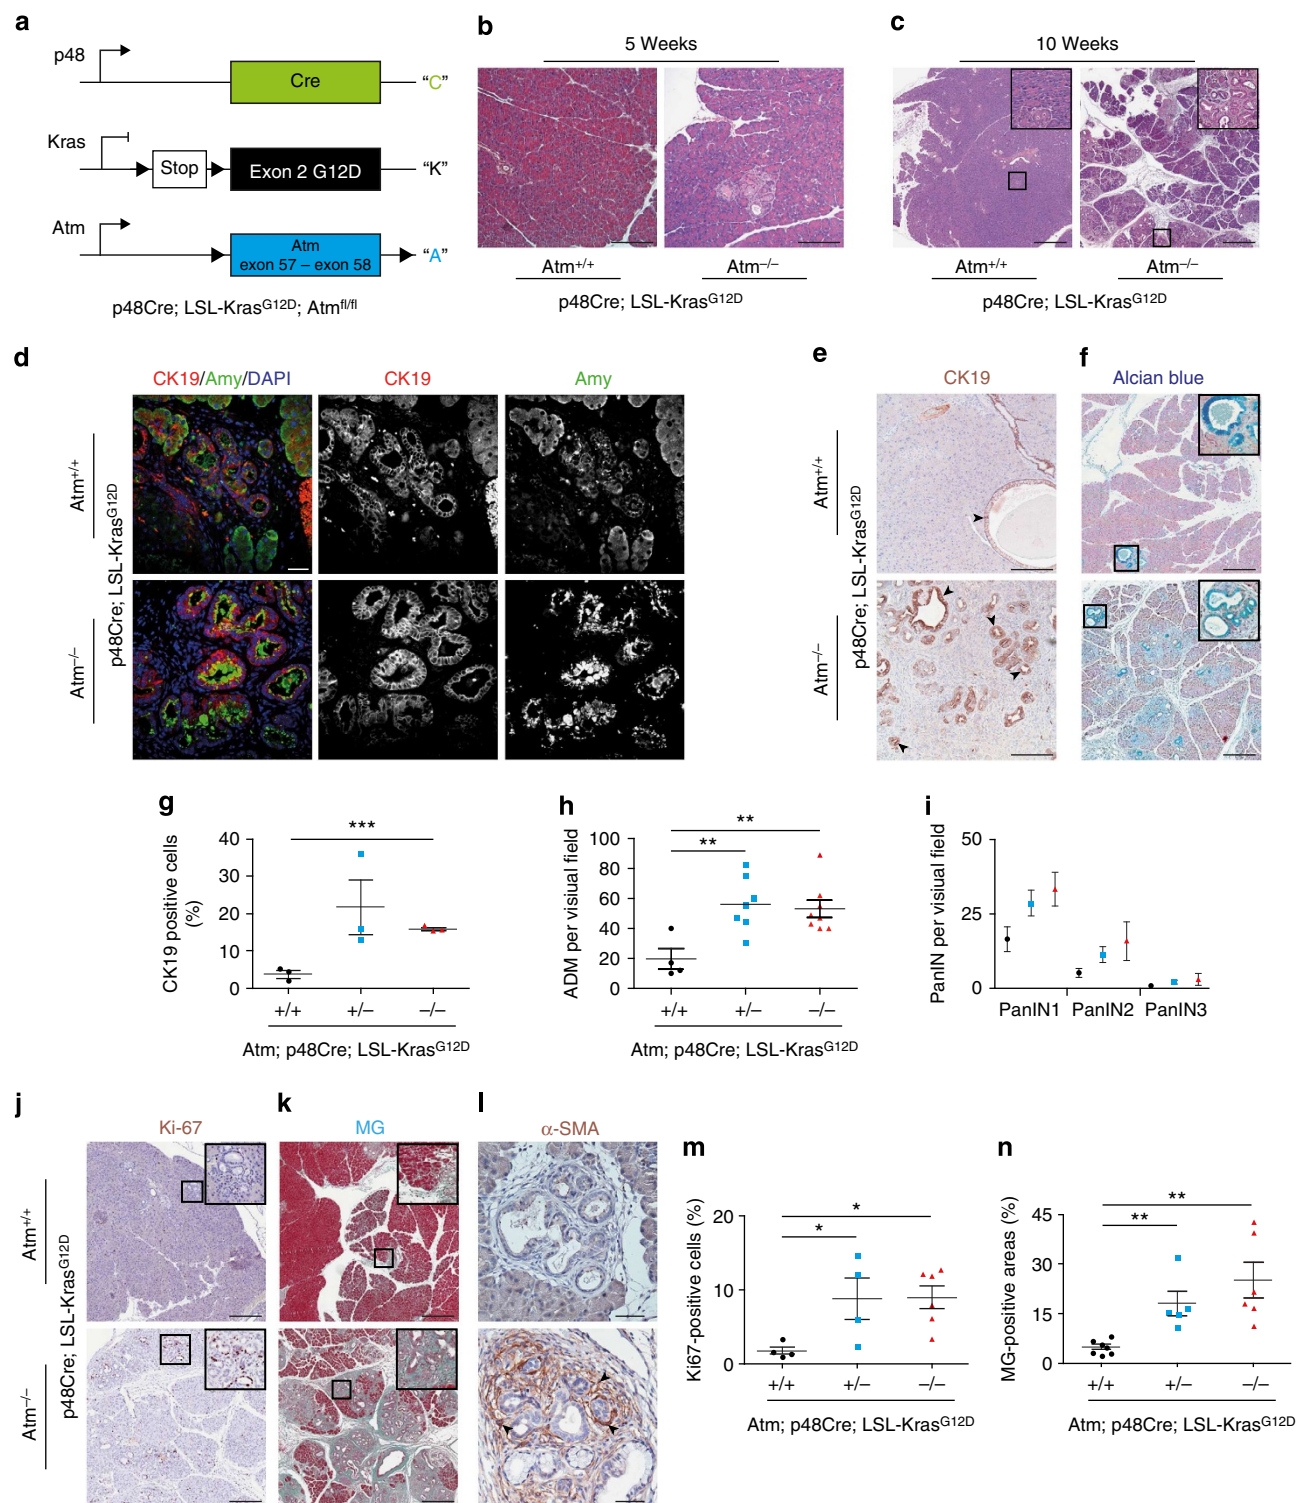 a
p48
Cre
“C”
Kras
Stop
Exon 2 G12D
“K”
Atm
Atm
exon 57 – exon 58
“A”
p48Cre; LSL-KrasG12D; Atmfl/fl
b
5 Weeks
Atm+/+
Atm–/–
p48Cre; LSL-KrasG12D
c
10 Weeks
Atm+/+
Atm–/–
p48Cre; LSL-KrasG12D
d
CK19/Amy/DAPI
CK19
Amy
Atm+/+
Atm–/–
p48Cre; LSL-KrasG12D
e
CK19
f
Alcian blue
Atm+/+
Atm–/–
p48Cre; LSL-KrasG12D
g
CK19 positive cells
(%)
40
30
20
10
0
***
+/+
+/–
–/–
Atm; p48Cre; LSL-KrasG12D
h
ADM per visiual field
100
80
60
40
20
0
**
**
+/+
+/–
–/–
Atm; p48Cre; LSL-KrasG12D
i
PanIN per visiual field
50
25
0
PanIN1 PanIN2 PanIN3
j
Ki-67
k
MG
l
α-SMA
Atm+/+
Atm–/–
p48Cre; LSL-KrasG12D
m
Ki67-positive cells (%)
20
10
0
*
*
+/+
+/–
–/–
Atm; p48Cre; LSL-KrasG12D
n
MG-positive areas (%)
45
30
15
0
**
**
+/+
+/–
–/–
Atm; p48Cre; LSL-KrasG12D